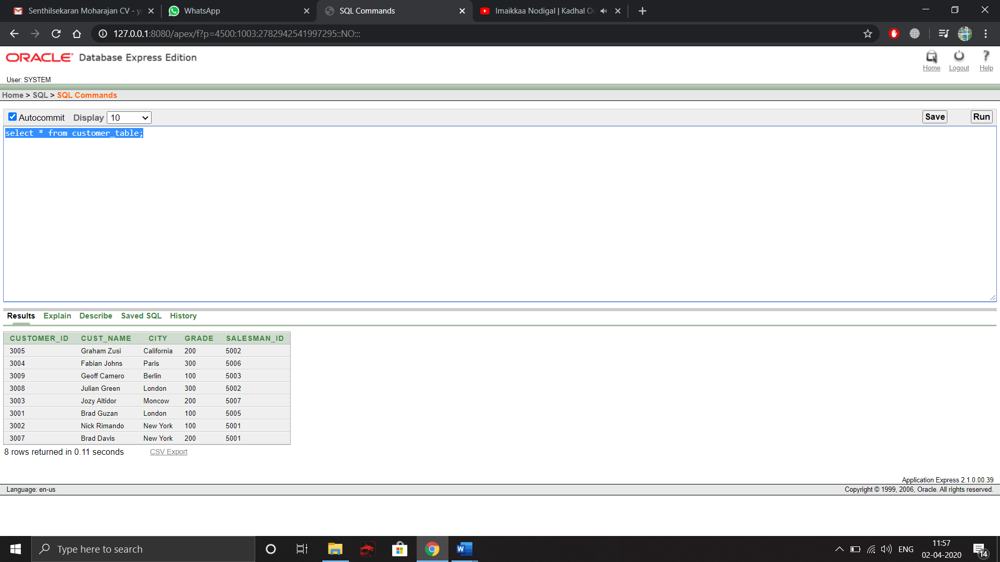 Senthilsekaran Moharajan CV - y
WhatsApp
SQL Commands
Imaikkaa Nodigal | Kadhal O
127.0.0.1:8080/apex/f?p=4500:1003:2782942541997295::NO:::
ORACLE Database Express Edition
Home Logout Help
User: SYSTEM
Home > SQL > SQL Commands
Autocommit Display 10 Save Run
select * from customer_table;
Results Explain Describe Saved SQL History
CUSTOMER_ID CUST_NAME CITY GRADE SALESMAN_ID
3005 Graham Zusi California 200 5002
3004 Fabian Johns Paris 300 5006
3009 Geoff Camero Berlin 100 5003
3008 Julian Green London 300 5002
3003 Jozy Altidor Moncow 200 5007
3001 Brad Guzan London 100 5005
3002 Nick Rimando New York 100 5001
3007 Brad Davis New York 200 5001
8 rows returned in 0.11 seconds CSV Export
Application Express 2.1.0.00.39
Language: en-us Copyright © 1999, 2006, Oracle. All rights reserved.
Type here to search
W
ENG
11:57
02-04-2020
14